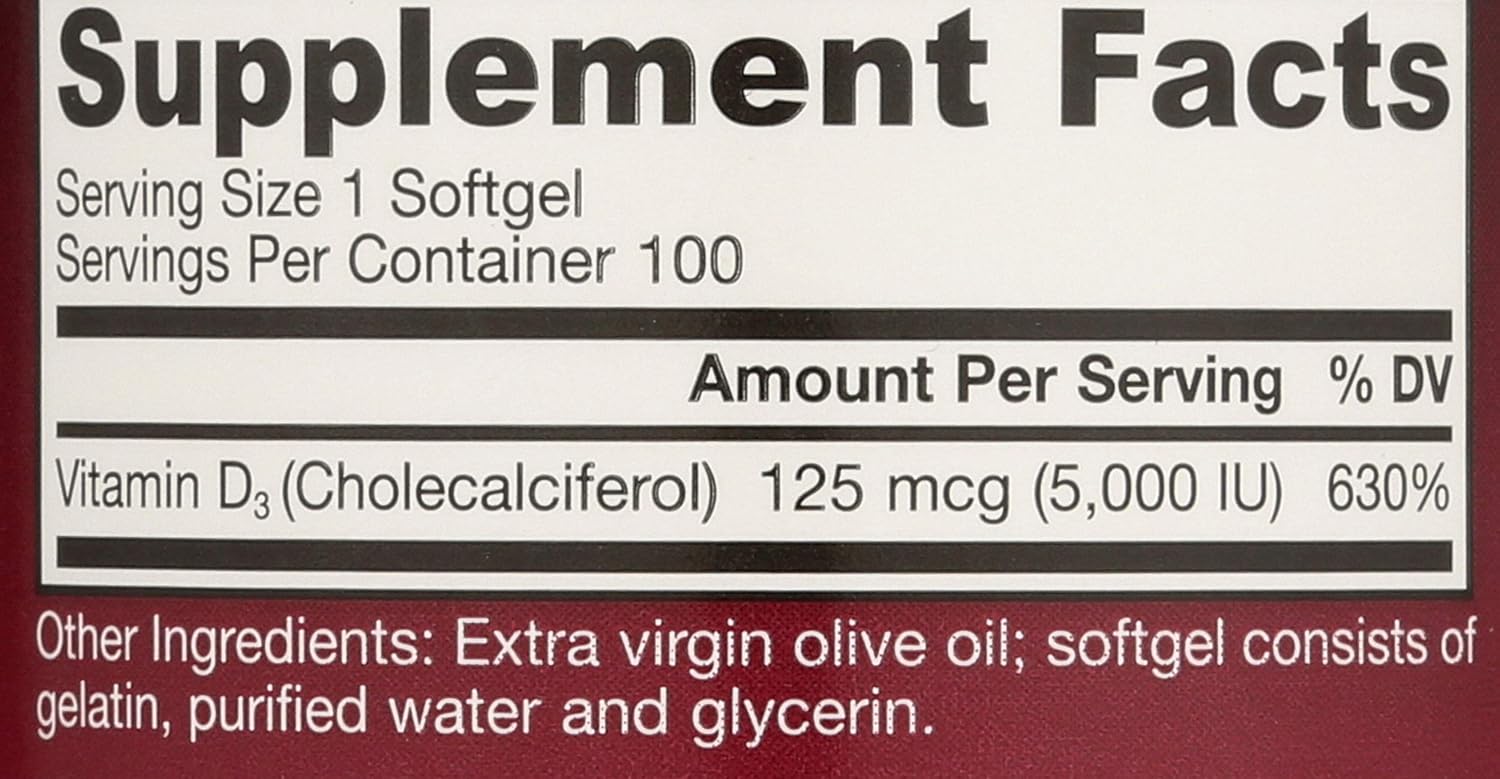 Supplement Facts
Serving Size 1 Softgel
Servings Per Container 100
Amount Per Serving % DV
Vitamin D₃ (Cholecalciferol) 125 mcg (5,000 IU) 630%
Other Ingredients: Extra virgin olive oil; softgel consists of
gelatin, purified water and glycerin.